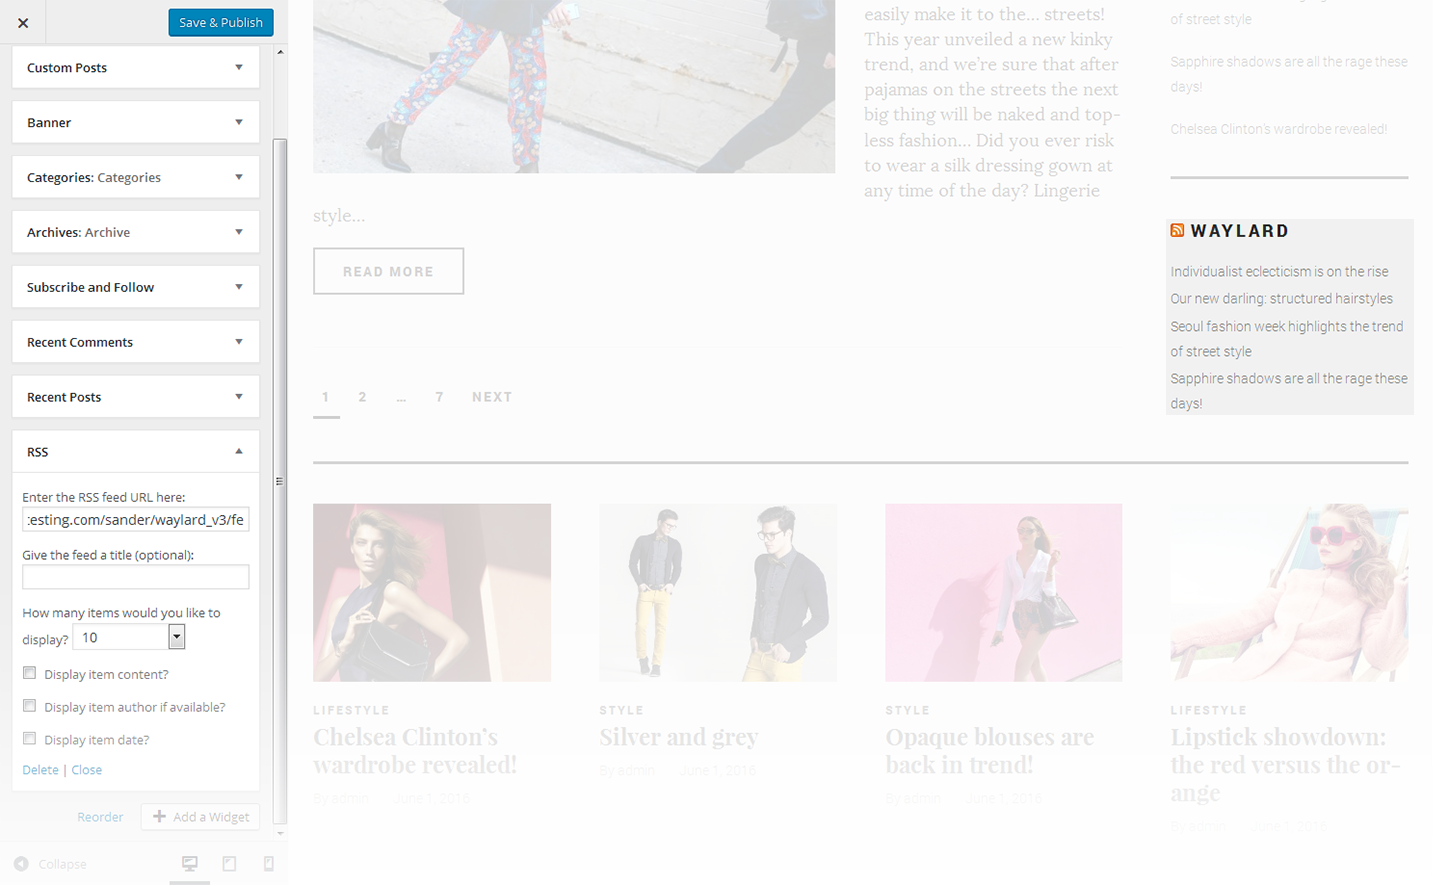 Save & Publish
Custom Posts
Banner
Categories: Categories
Archives: Archive
Subscribe and Follow
Recent Comments
Recent Posts
RSS
Enter the RSS feed URL here:
esting.com/sander/waylard_v3/fe
Give the feed a title (optional):
How many items would you like to
display? 10
Display item content?
Display item author if available?
Display item date?
Delete | Close
Reorder
Add a Widget
Collapse
easily make it to the... streets!
This year unveiled a new kinky
trend, and we're sure that after
pajamas on the streets the next
big thing will be naked and top-
less fashion... Did you ever risk
to wear a silk dressing gown at
any time of the day? Lingerie
style...
READ MORE
1 2 ... 7 NEXT
of street style
Sapphire shadows are all the rage these
days!
Chelsea Clinton's wardrobe revealed!
WAYLARD
Individualist eclecticism is on the rise
Our new darling: structured hairstyles
Seoul fashion week highlights the trend
of street style
Sapphire shadows are all the rage these
days!
LIFESTYLE
Chelsea Clinton's
wardrobe revealed!
By admin June 1, 2016
STYLE
Silver and grey
By admin June 1, 2016
STYLE
Opaque blouses are
back in trend!
By admin June 1, 2016
LIFESTYLE
Lipstick showdown:
the red versus the or-
ange
By admin June 1, 2016